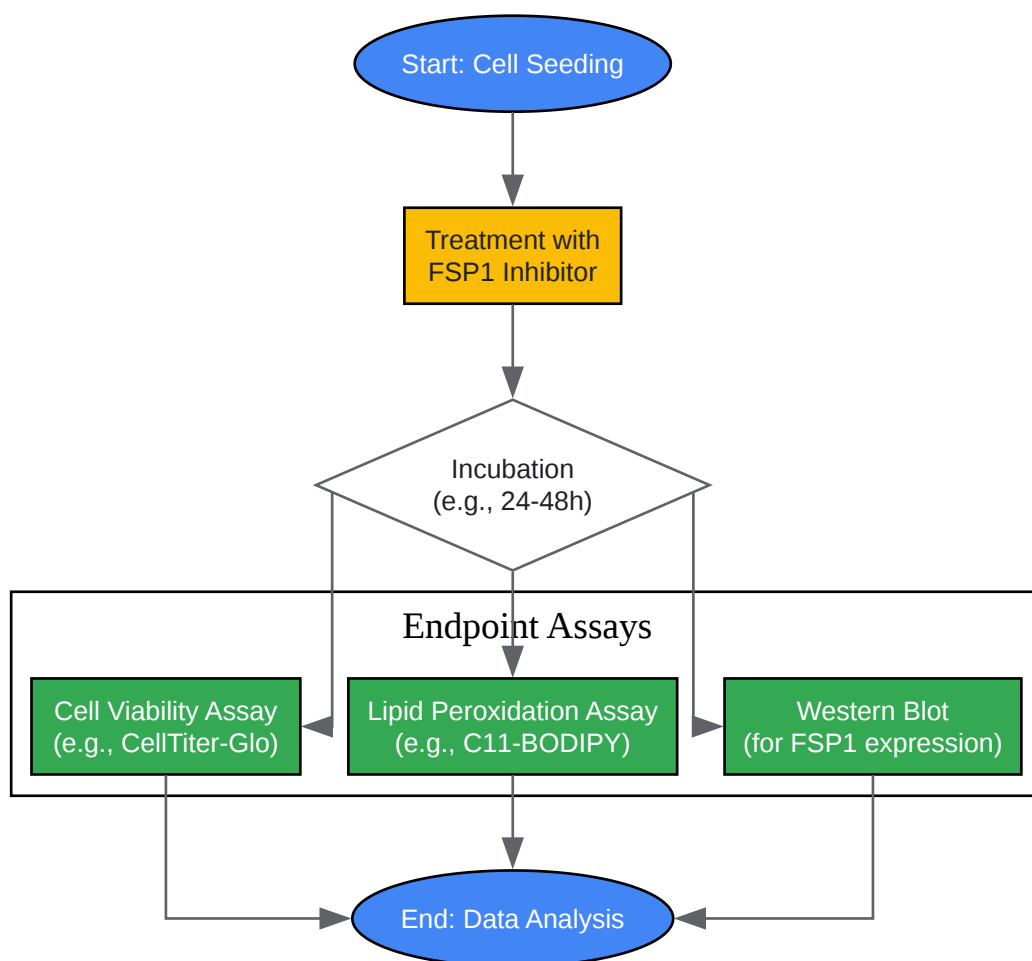 Start: Cell Seeding
Treatment with
FSP1 Inhibitor
Incubation
(e.g., 24-48h)
Endpoint Assays
Cell Viability Assay
(e.g., CellTiter-Glo)
Lipid Peroxidation Assay
(e.g., C11-BODIPY)
Western Blot
(for FSP1 expression)
End: Data Analysis